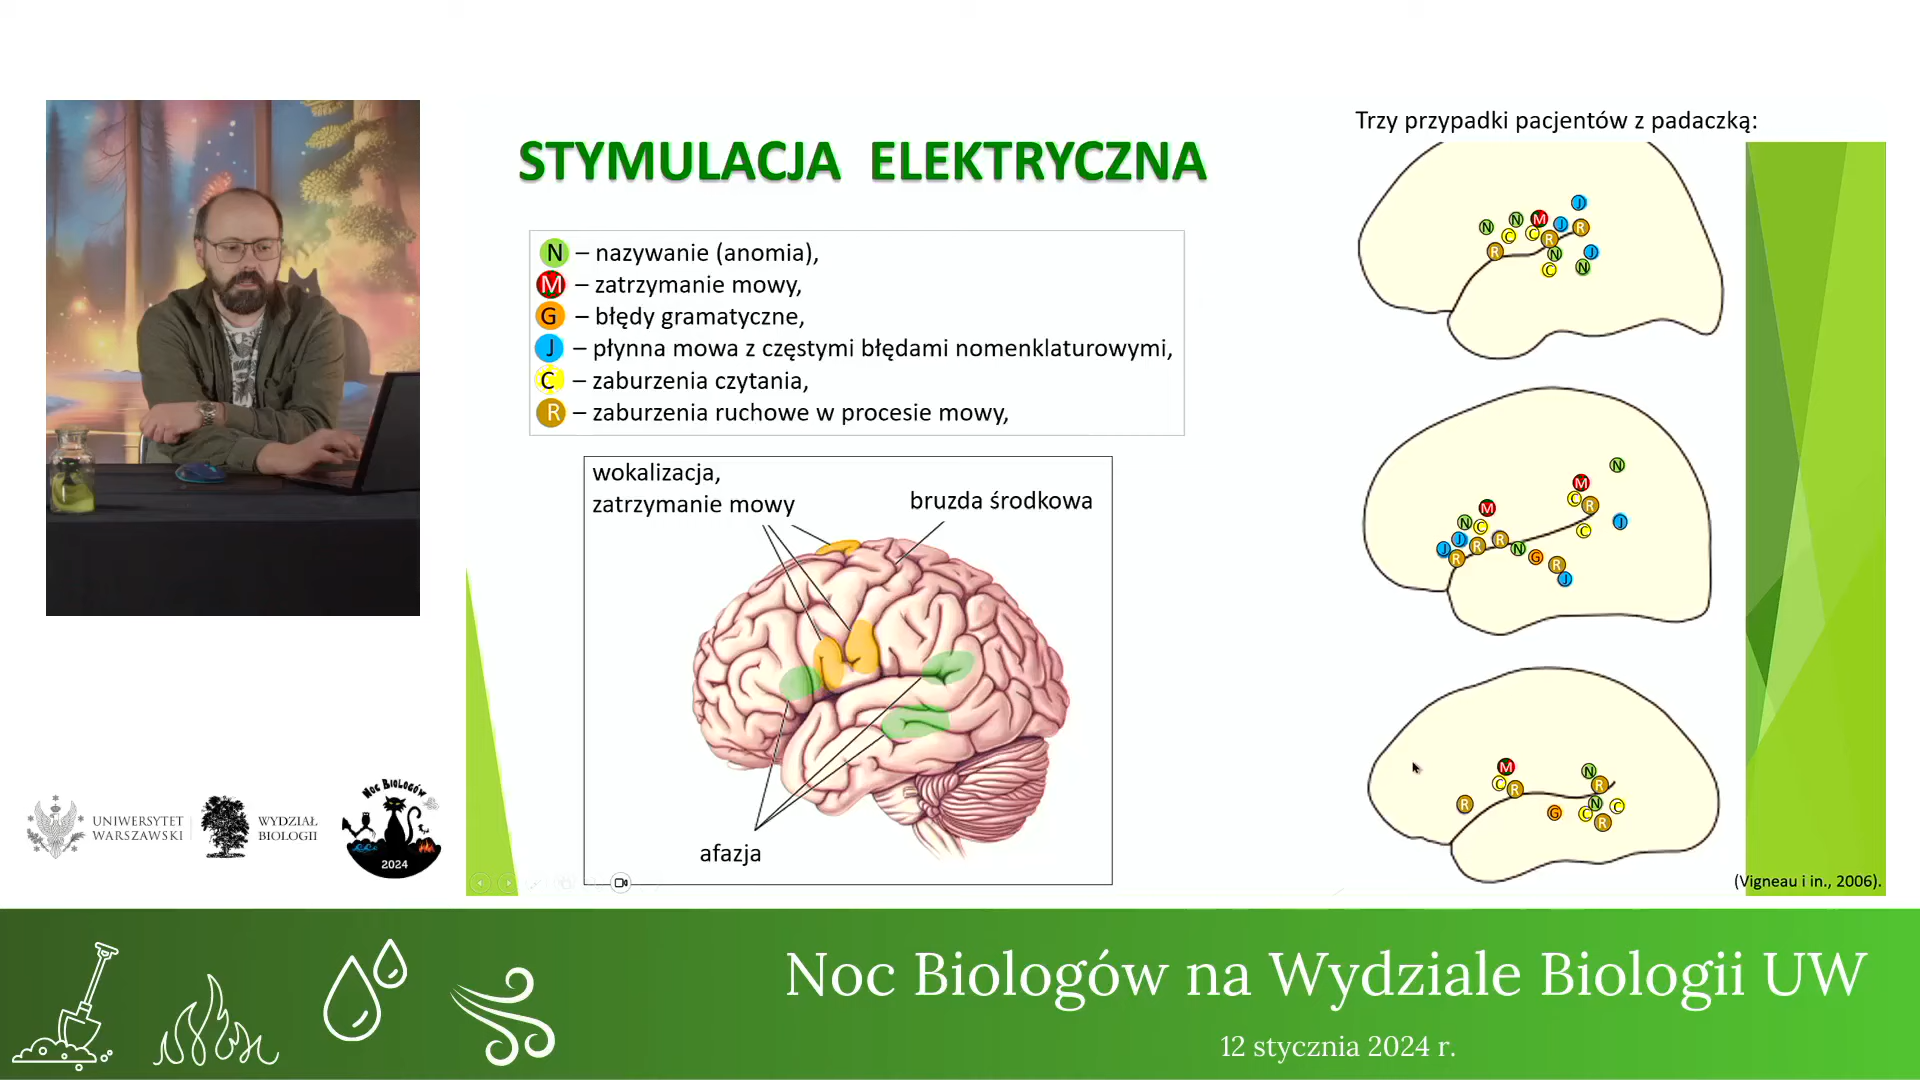 Trzy przypadki pacjentów z padaczką:
STYMULACJA ELEKTRYCZNA
N – nazywanie (anomia),
M – zatrzymanie mowy,
G – błędy gramatyczne,
J – płynna mowa z częstymi błędami nomenklaturowymi,
C – zaburzenia czytania,
R – zaburzenia ruchowe w procesie mowy,
wokalizacja,
zatrzymanie mowy
bruzda środkowa
afazja
J
N N M J R
C C R
R N J
C N
N
M
M C R
N C J
J J R R C
R N G R
J
M N
C R R
R N C
G C R
(Vigneau i in., 2006).
UNIWERSYTET
WARSZAWSKI
WYDZIAŁ
BIOLOGII
Noc Biologów
2024
Noc Biologów na Wydziale Biologii UW
12 stycznia 2024 r.